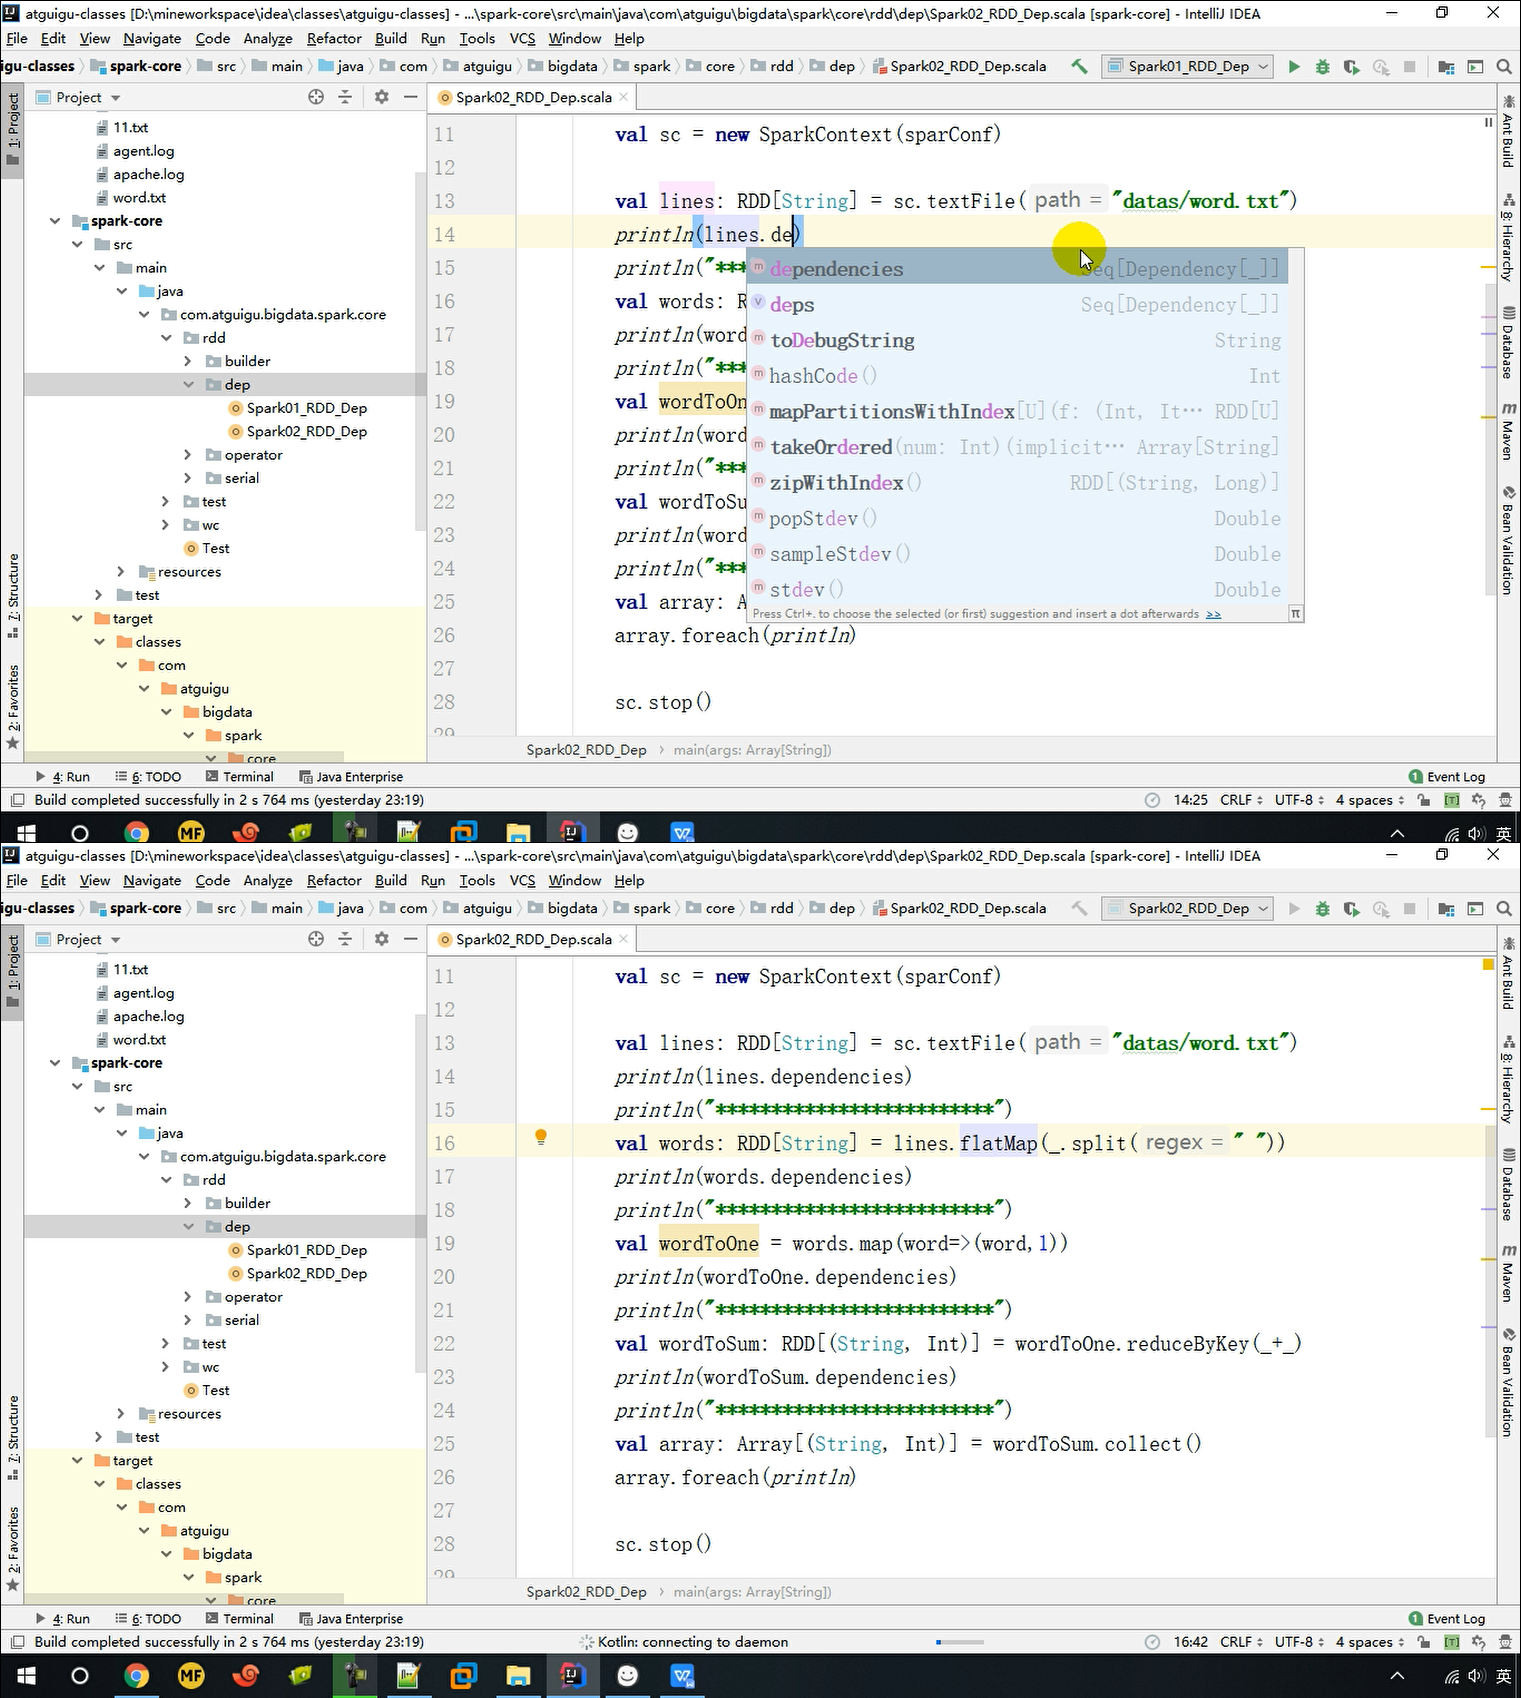 atguigu-classes [D:\mineworkspace\idea\classes\atguigu-classes] - ...\spark-core\src\main\java\com\atguigu\bigdata\spark\core\rdd\dep\Spark02_RDD_Dep.scala [spark-core] - IntelliJ IDEA
File Edit View Navigate Code Analyze Refactor Build Run Tools VCS Window Help
igu-classes spark-core src main java com atguigu bigdata spark core rdd dep Spark02_RDD_Dep.scala Spark01_RDD_Dep
Project
Spark02_RDD_Dep.scala
1: Project
7: Structure
2: Favorites
11.txt
agent.log
apache.log
word.txt
spark-core
src
main
java
com.atguigu.bigdata.spark.core
rdd
builder
dep
Spark01_RDD_Dep
Spark02_RDD_Dep
operator
serial
test
wc
Test
resources
test
target
classes
com
atguigu
bigdata
spark
core
11 val sc = new SparkContext(sparConf)
12
13 val lines: RDD[String] = sc.textFile( path = "datas/word.txt")
14 println(lines.de)
15 println("***
16 val words: R
17 println(word
18 println("***
19 val wordToOn
20 println(word
21 println("***
22 val wordToSu
23 println(word
24 println("***
25 val array: A
26 array.foreach(println)
27
28 sc.stop()
29
dependencies Seq[Dependency[_]]
deps Seq[Dependency[_]]
toDebugString String
hashCode() Int
mapPartitionsWithIndex[U](f: (Int, It… RDD[U]
takeOrdered(num: Int)(implicit… Array[String]
zipWithIndex() RDD[(String, Long)]
popStdev() Double
sampleStdev() Double
stdev() Double
Press Ctrl+. to choose the selected (or first) suggestion and insert a dot afterwards >> π
Spark02_RDD_Dep › main(args: Array[String])
Ant Build
8: Hierarchy
Database
m Maven
Bean Validation
4: Run 6: TODO Terminal Java Enterprise 1 Event Log
Build completed successfully in 2 s 764 ms (yesterday 23:19) 14:25 CRLF UTF-8 4 spaces [T]
MF 英
atguigu-classes [D:\mineworkspace\idea\classes\atguigu-classes] - ...\spark-core\src\main\java\com\atguigu\bigdata\spark\core\rdd\dep\Spark02_RDD_Dep.scala [spark-core] - IntelliJ IDEA
File Edit View Navigate Code Analyze Refactor Build Run Tools VCS Window Help
igu-classes spark-core src main java com atguigu bigdata spark core rdd dep Spark02_RDD_Dep.scala Spark02_RDD_Dep
Project
Spark02_RDD_Dep.scala
1: Project
7: Structure
2: Favorites
11.txt
agent.log
apache.log
word.txt
spark-core
src
main
java
com.atguigu.bigdata.spark.core
rdd
builder
dep
Spark01_RDD_Dep
Spark02_RDD_Dep
operator
serial
test
wc
Test
resources
test
target
classes
com
atguigu
bigdata
spark
core
11 val sc = new SparkContext(sparConf)
12
13 val lines: RDD[String] = sc.textFile( path = "datas/word.txt")
14 println(lines.dependencies)
15 println("*************************")
16 val words: RDD[String] = lines.flatMap(_.split( regex = " "))
17 println(words.dependencies)
18 println("*************************")
19 val wordToOne = words.map(word=>(word,1))
20 println(wordToOne.dependencies)
21 println("*************************")
22 val wordToSum: RDD[(String, Int)] = wordToOne.reduceByKey(_+_)
23 println(wordToSum.dependencies)
24 println("*************************")
25 val array: Array[(String, Int)] = wordToSum.collect()
26 array.foreach(println)
27
28 sc.stop()
29
Spark02_RDD_Dep › main(args: Array[String])
Ant Build
8: Hierarchy
Database
m Maven
Bean Validation
4: Run 6: TODO Terminal Java Enterprise 1 Event Log
Build completed successfully in 2 s 764 ms (yesterday 23:19) Kotlin: connecting to daemon 16:42 CRLF UTF-8 4 spaces [T]
MF 英